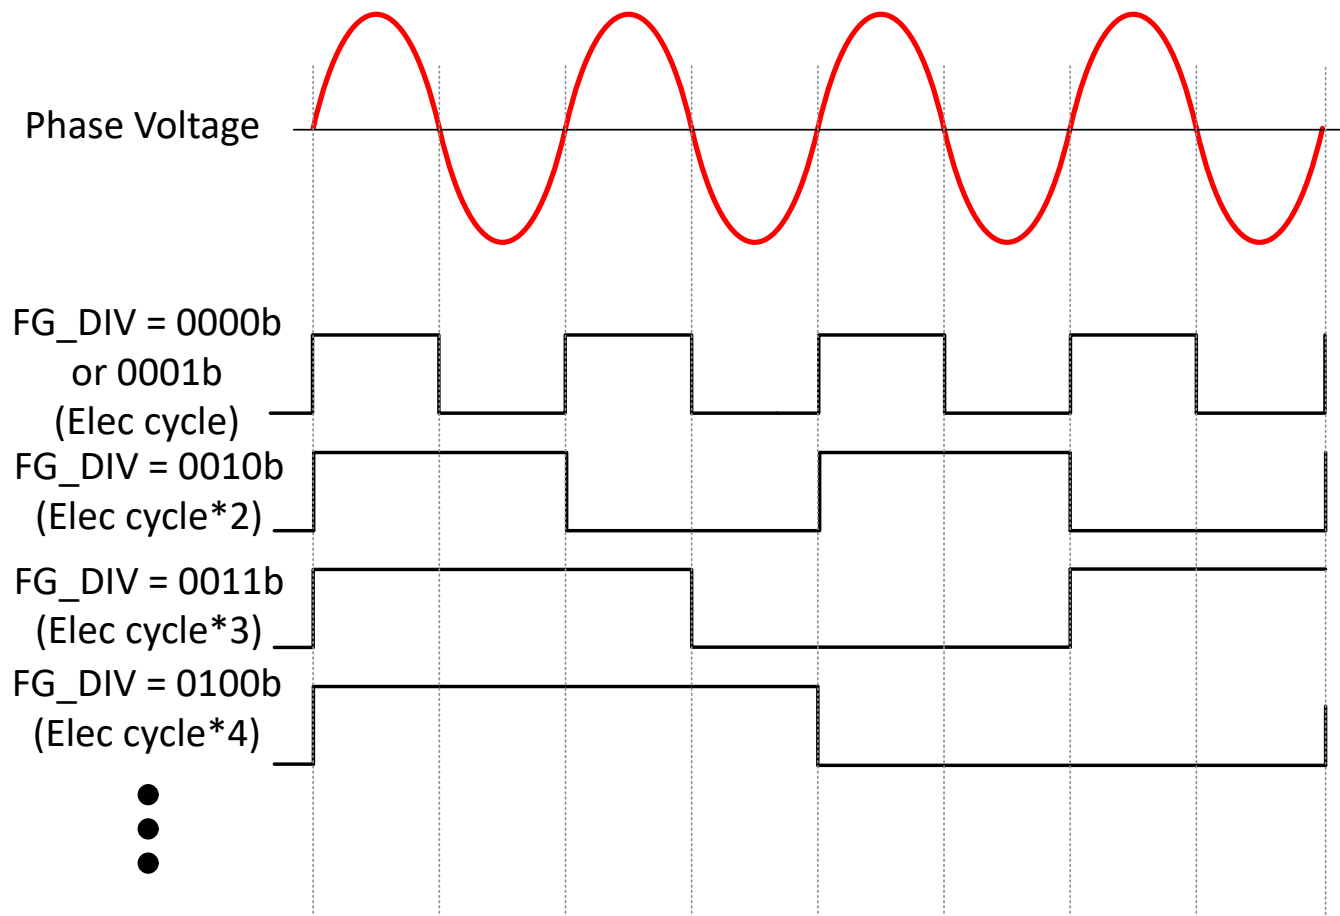 Phase Voltage
FG_DIV = 0000b
or 0001b
(Elec cycle)
FG_DIV = 0010b
(Elec cycle*2)
FG_DIV = 0011b
(Elec cycle*3)
FG_DIV = 0100b
(Elec cycle*4)